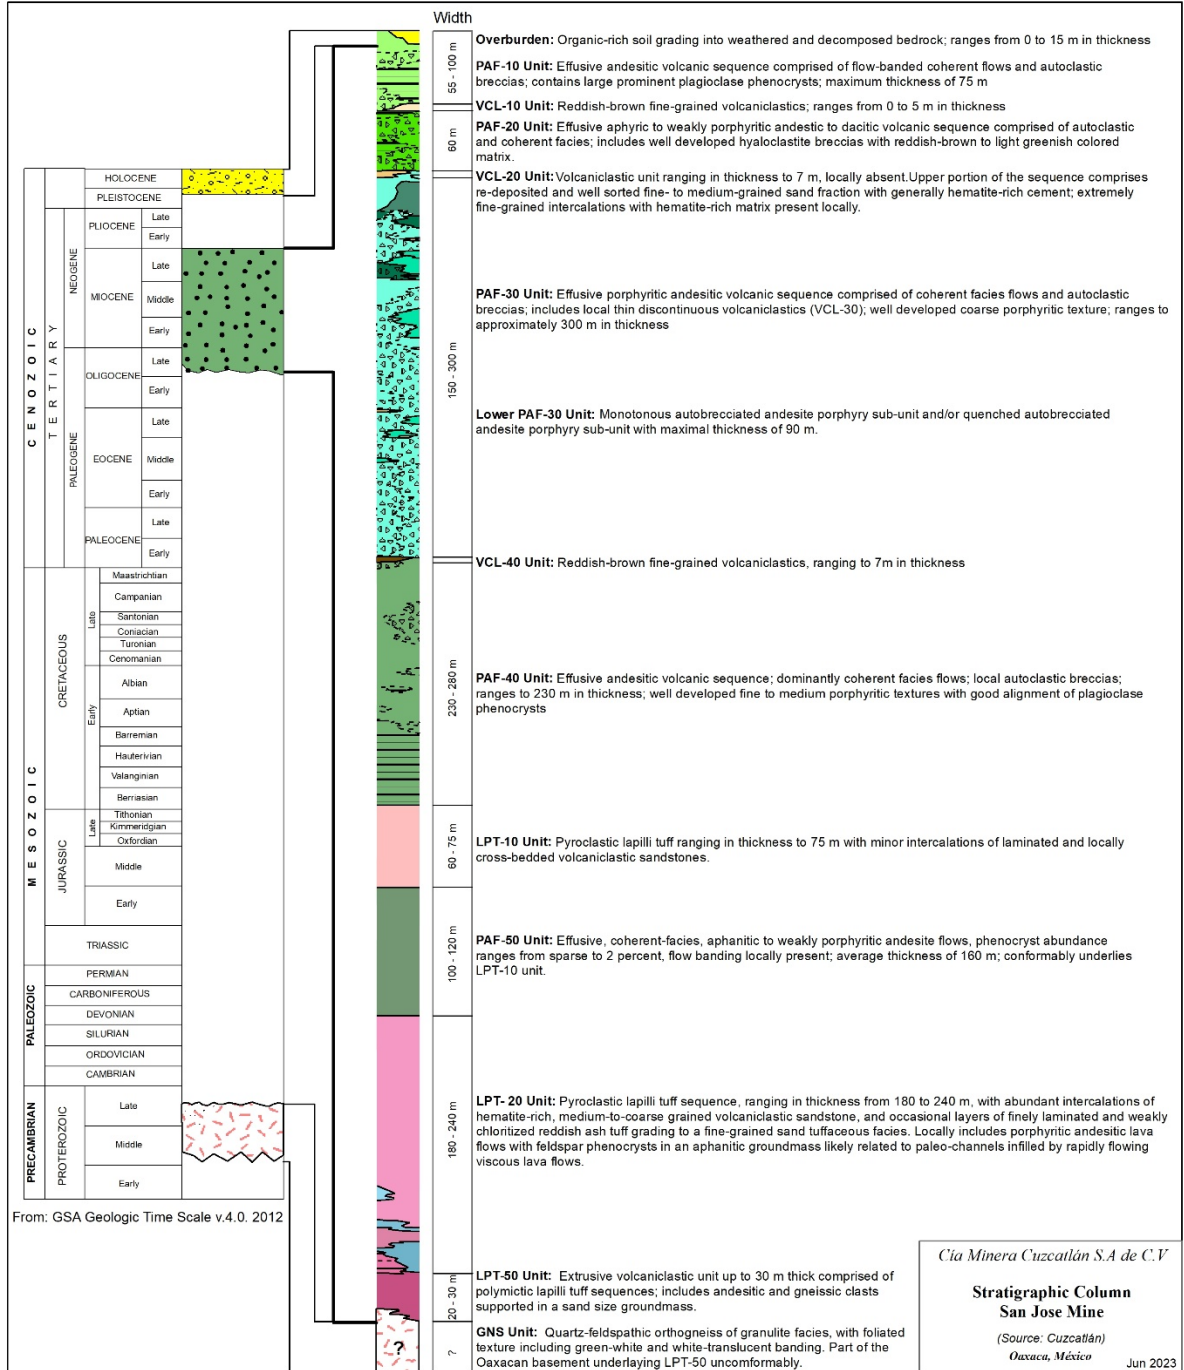 Width
55 - 100 m
Overburden: Organic-rich soil grading into weathered and decomposed bedrock; ranges from 0 to 15 m in thickness
PAF-10 Unit: Effusive andesitic volcanic sequence comprised of flow-banded coherent flows and autoclastic
breccias; contains large prominent plagioclase phenocrysts; maximum thickness of 75 m
VCL-10 Unit: Reddish-brown fine-grained volcaniclastics; ranges from 0 to 5 m in thickness
60 m
PAF-20 Unit: Effusive aphyric to weakly porphyritic andestic to dacitic volcanic sequence comprised of autoclastic
and coherent facies; includes well developed hyaloclastite breccias with reddish-brown to light greenish colored
matrix.
VCL-20 Unit:Volcaniclastic unit ranging in thickness to 7 m, locally absent.Upper portion of the sequence comprises
re-deposited and well sorted fine- to medium-grained sand fraction with generally hematite-rich cement; extremely
fine-grained intercalations with hematite-rich matrix present locally.
150 - 300 m
PAF-30 Unit: Effusive porphyritic andesitic volcanic sequence comprised of coherent facies flows and autoclastic
breccias; includes local thin discontinuous volcaniclastics (VCL-30); well developed coarse porphyritic texture; ranges to
approximately 300 m in thickness
Lower PAF-30 Unit: Monotonous autobrecciated andesite porphyry sub-unit and/or quenched autobrecciated
andesite porphyry sub-unit with maximal thickness of 90 m.
VCL-40 Unit: Reddish-brown fine-grained volcaniclastics, ranging to 7m in thickness
230 - 280 m
PAF-40 Unit: Effusive andesitic volcanic sequence; dominantly coherent facies flows; local autoclastic breccias;
ranges to 230 m in thickness; well developed fine to medium porphyritic textures with good alignment of plagioclase
phenocrysts
60 - 75 m
LPT-10 Unit: Pyroclastic lapilli tuff ranging in thickness to 75 m with minor intercalations of laminated and locally
cross-bedded volcaniclastic sandstones.
100 - 120 m
PAF-50 Unit: Effusive, coherent-facies, aphanitic to weakly porphyritic andesite flows, phenocryst abundance
ranges from sparse to 2 percent, flow banding locally present; average thickness of 160 m; conformably underlies
LPT-10 unit.
180 - 240 m
LPT- 20 Unit: Pyroclastic lapilli tuff sequence, ranging in thickness from 180 to 240 m, with abundant intercalations of
hematite-rich, medium-to-coarse grained volcaniclastic sandstone, and occasional layers of finely laminated and weakly
chloritized reddish ash tuff grading to a fine-grained sand tuffaceous facies. Locally includes porphyritic andesitic lava
flows with feldspar phenocrysts in an aphanitic groundmass likely related to paleo-channels infilled by rapidly flowing
viscous lava flows.
20 - 30 m
LPT-50 Unit: Extrusive volcaniclastic unit up to 30 m thick comprised of
polymictic lapilli tuff sequences; includes andesitic and gneissic clasts
supported in a sand size groundmass.
?
?
GNS Unit: Quartz-feldspathic orthogneiss of granulite facies, with foliated
texture including green-white and white-translucent banding. Part of the
Oaxacan basement underlaying LPT-50 uncomformably.
CENOZOIC
TERTIARY
NEOGENE
PALEOGENE
HOLOCENE
PLEISTOCENE
PLIOCENE
Late
Early
MIOCENE
Late
Middle
Early
OLIGOCENE
Late
Early
EOCENE
Late
Middle
Early
PALEOCENE
Late
Early
MESOZOIC
CRETACEOUS
Late
Maastrichtian
Campanian
Santonian
Coniacian
Turonian
Cenomanian
Early
Albian
Aptian
Barremian
Hauterivian
Valanginian
Berriasian
JURASSIC
Late
Tithonian
Kimmeridgian
Oxfordian
Middle
Early
TRIASSIC
PALEOZOIC
PERMIAN
CARBONIFEROUS
DEVONIAN
SILURIAN
ORDOVICIAN
CAMBRIAN
PRECAMBRIAN
PROTEROZOIC
Late
Middle
Early
From: GSA Geologic Time Scale v.4.0. 2012
Cía Minera Cuzcatlán S.A de C.V
Stratigraphic Column
San Jose Mine
(Source: Cuzcatlán)
Oaxaca, México
Jun 2023